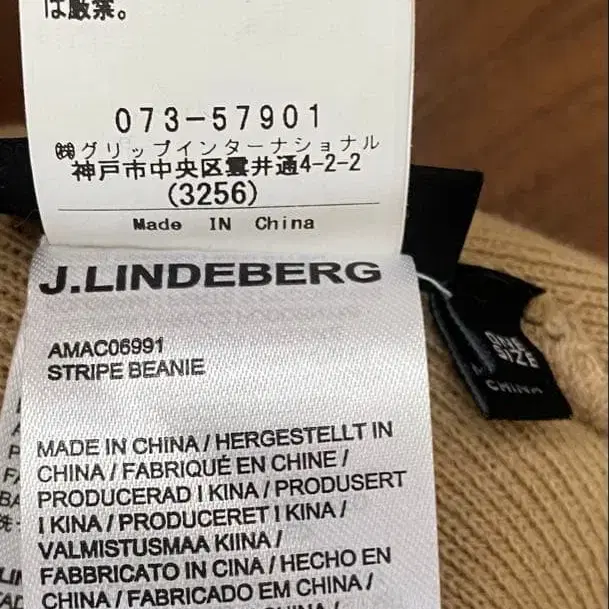 は厳禁。
073-57901
㈱グリップインターナショナル
神戸市中央区雲井通4-2-2
(3256)
Made IN China
J.LINDEBERG
AMAC06991
STRIPE BEANIE
MADE IN CHINA / HERGESTELLT IN
CHINA / FABRIQUÉ EN CHINE /
PRODUCERAD I KINA / PRODUSERT
I KINA / PRODUCERET I KINA /
VALMISTUSMAA KIINA /
FABBRICATO IN CINA / HECHO EN
CHINA / FABRICADO EM CHINA /
ONE
SIZE
CHINA